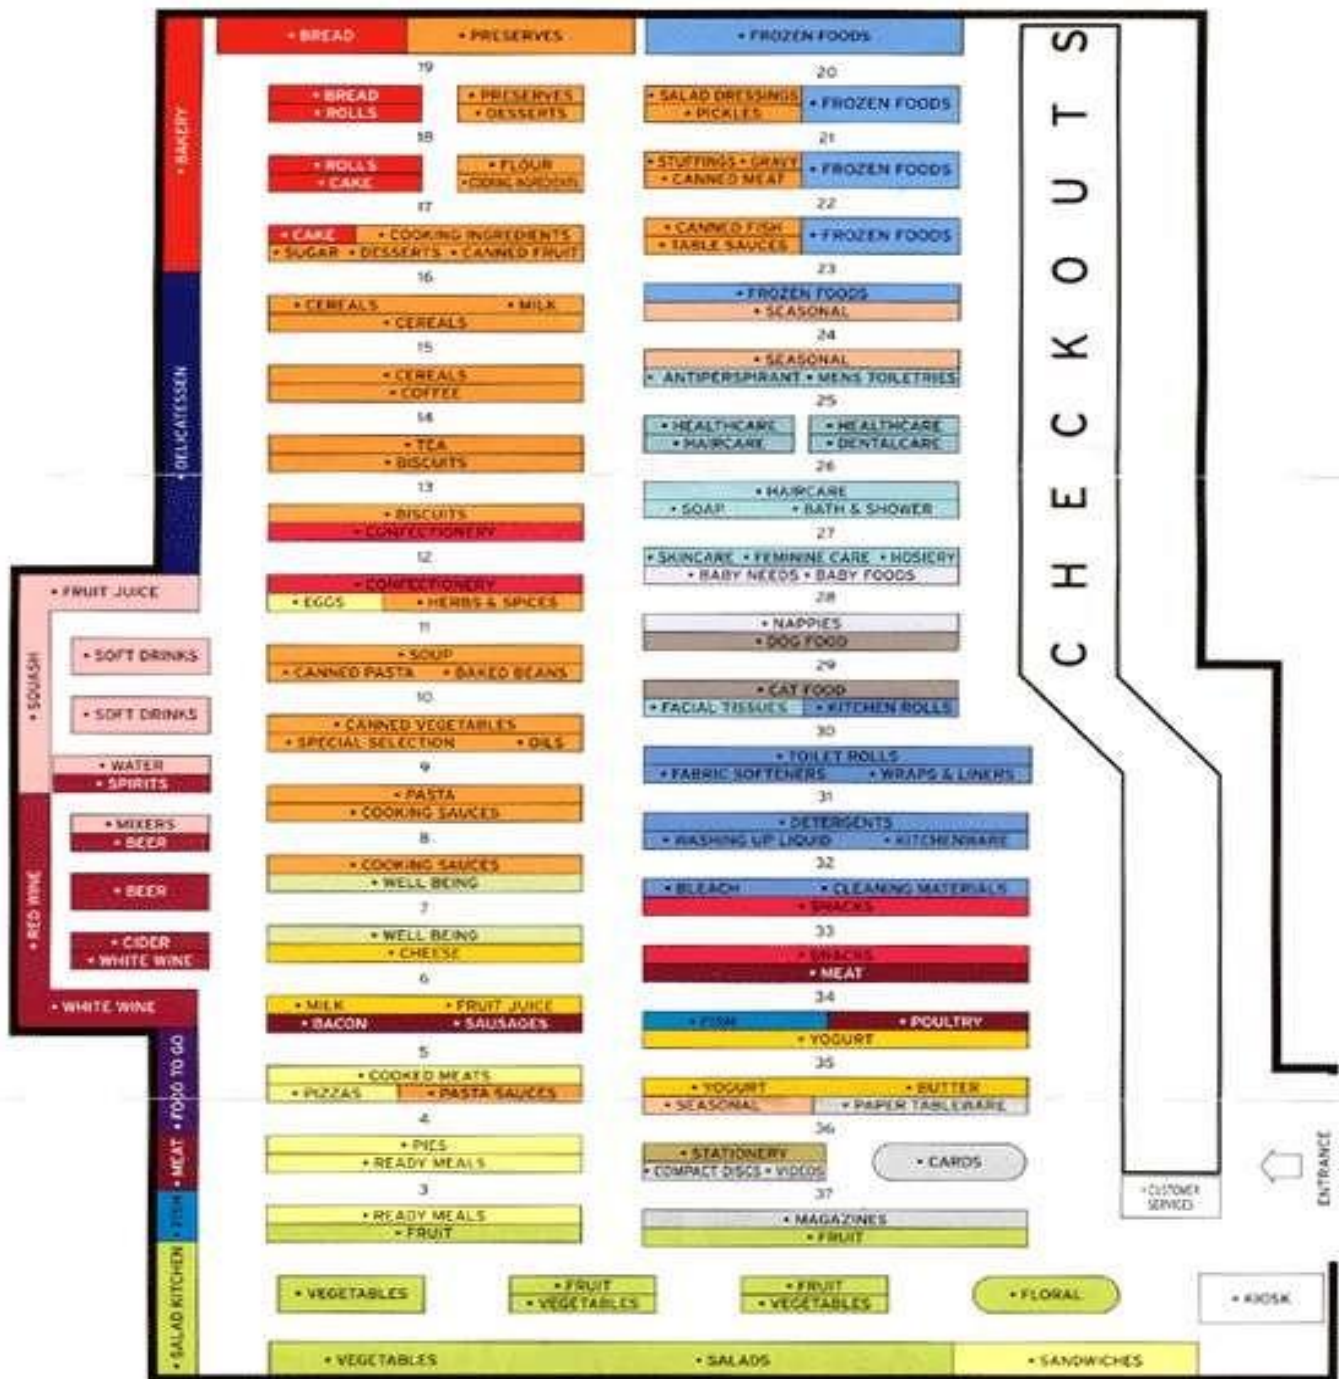 • BREAD
• PRESERVES
• FROZEN FOODS
19
20
• BREAD
• ROLLS
• PRESERVES
• DESSERTS
• SALAD DRESSINGS
• PICKLES
• FROZEN FOODS
18
21
• ROLLS
• CAKE
• FLOUR
• COOKING INGREDIENTS
• STUFFINGS • GRAVY
• CANNED MEAT
• FROZEN FOODS
17
22
• CAKE • COOKING INGREDIENTS
• SUGAR • DESSERTS • CANNED FRUIT
• CANNED FISH
• TABLE SAUCES
• FROZEN FOODS
16
23
• CEREALS • MILK
• CEREALS
• FROZEN FOODS
• SEASONAL
15
24
• CEREALS
• COFFEE
• SEASONAL
• ANTIPERSPIRANT • MENS TOILETRIES
14
25
• TEA
• BISCUITS
• HEALTHCARE
• HAIRCARE
• HEALTHCARE
• DENTALCARE
13
26
• BISCUITS
• CONFECTIONERY
• HAIRCARE
• SOAP • BATH & SHOWER
12
27
• CONFECTIONERY
• EGGS • HERBS & SPICES
• SKINCARE • FEMININE CARE • HOSIERY
• BABY NEEDS • BABY FOODS
11
28
• SOUP
• CANNED PASTA • BAKED BEANS
• NAPPIES
• DOG FOOD
10
29
• CANNED VEGETABLES
• SPECIAL SELECTION • OILS
• CAT FOOD
• FACIAL TISSUES • KITCHEN ROLLS
9
30
• PASTA
• COOKING SAUCES
• TOILET ROLLS
• FABRIC SOFTENERS • WRAPS & LINERS
8
31
• COOKING SAUCES
• WELL BEING
• DETERGENTS
• WASHING UP LIQUID • KITCHENWARE
7
32
• WELL BEING
• CHEESE
• BLEACH • CLEANING MATERIALS
• SNACKS
6
33
• MILK • FRUIT JUICE
• BACON • SAUSAGES
• SNACKS
• MEAT
5
34
• COOKED MEATS
• PIZZAS • PASTA SAUCES
• FISH • POULTRY
• YOGURT
4
35
• PIES
• READY MEALS
• YOGURT • BUTTER
• SEASONAL • PAPER TABLEWARE
3
36
• READY MEALS
• FRUIT
• STATIONERY
• COMPACT DISCS • VIDEOS
• CARDS
37
• MAGAZINES
• FRUIT
• VEGETABLES
• FRUIT
• VEGETABLES
• FRUIT
• VEGETABLES
• FLORAL
• KIOSK
• VEGETABLES • SALADS • SANDWICHES
• BAKERY
• DELICATESSEN
• FRUIT JUICE
• SQUASH
• SOFT DRINKS
• SOFT DRINKS
• WATER
• SPIRITS
• MIXERS
• BEER
• BEER
• CIDER
• WHITE WINE
• RED WINE
• WHITE WINE
• FOOD TO GO
• MEAT
• FISH
• SALAD KITCHEN
CHECKOUTS
• CUSTOMER
SERVICES
ENTRANCE